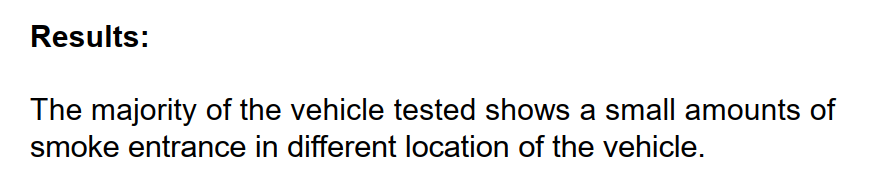 Results:
The majority of the vehicle tested shows a small amounts of
smoke entrance in different location of the vehicle.